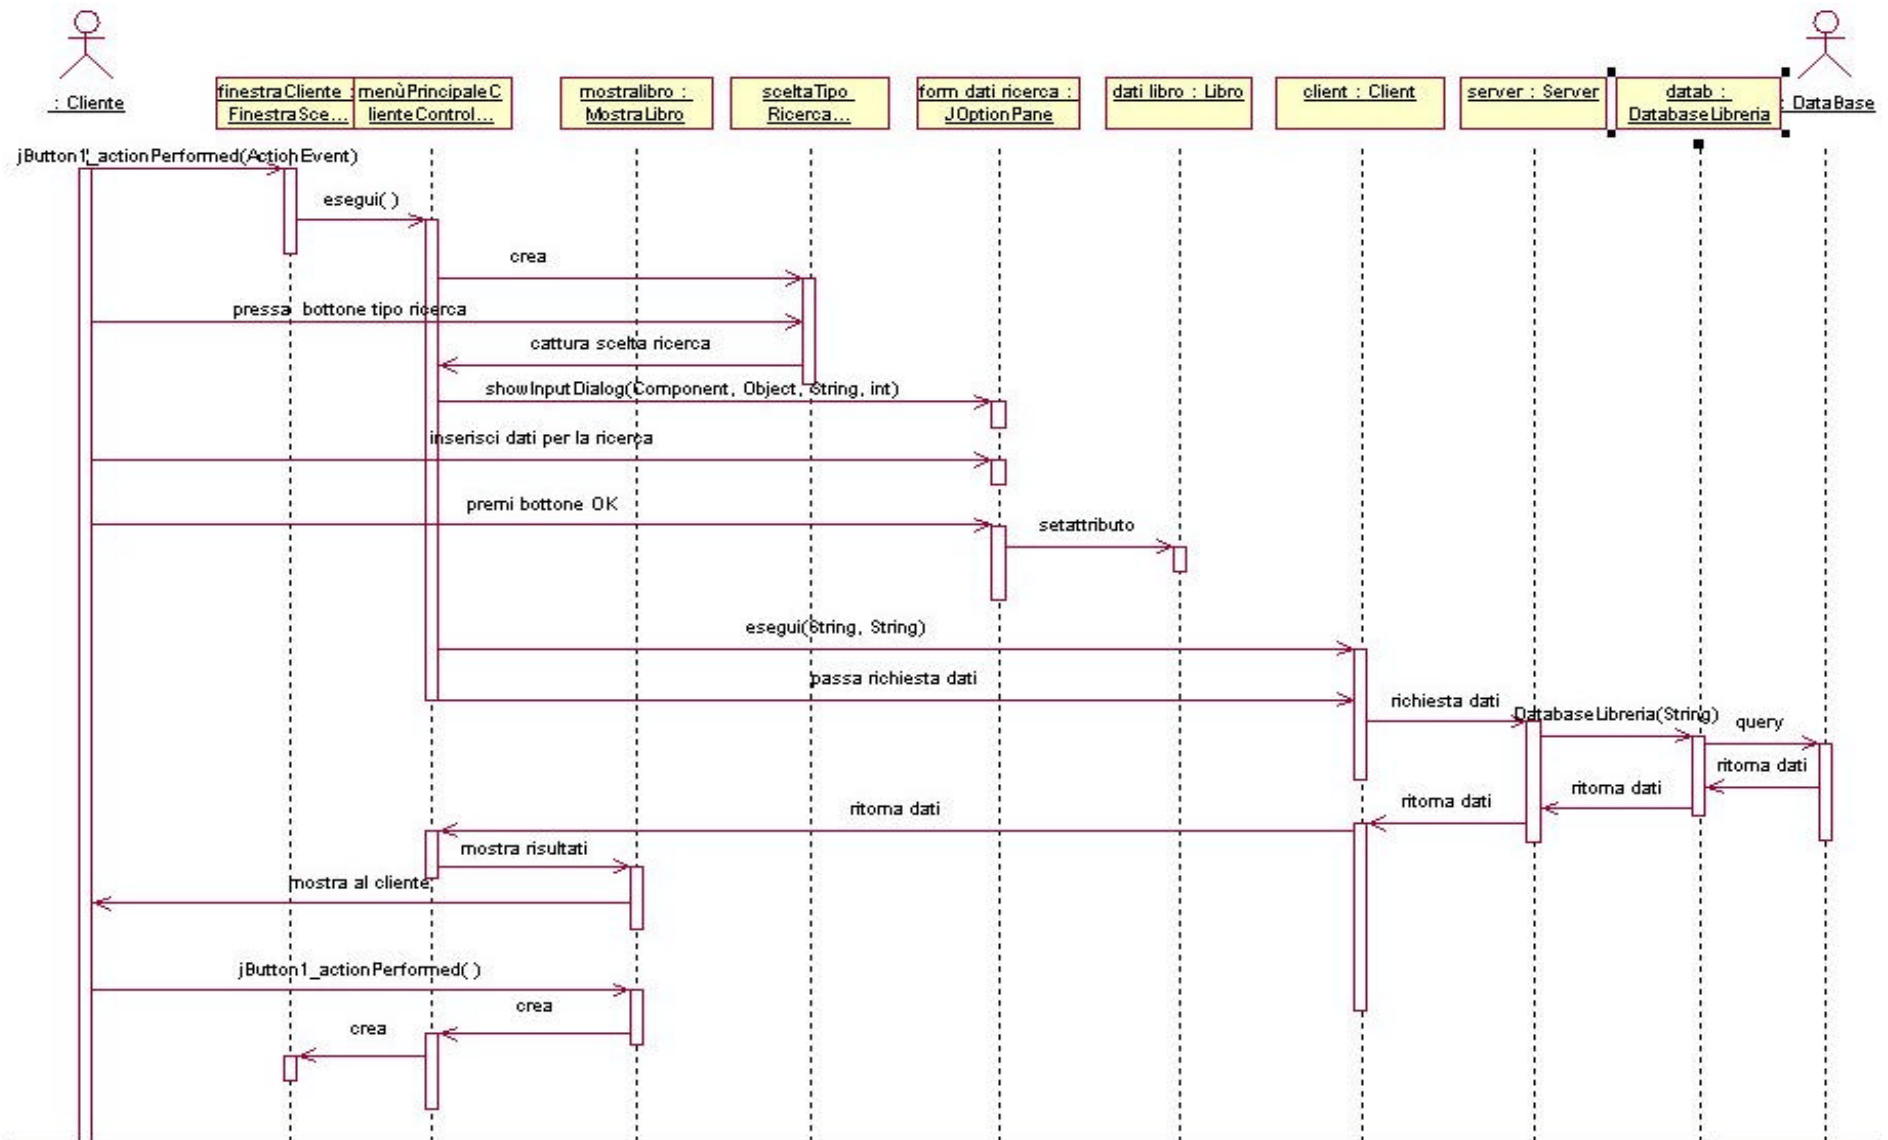 : Cliente
finestraCliente :
FinestraSce...
menùPrincipaleC
lienteControl...
mostralibro :
MostraLibro
sceltaTipo
Ricerca...
form dati ricerca :
JOptionPane
dati libro : Libro
client : Client
server : Server
datab :
DatabaseLibreria
: DataBase
jButton1_actionPerformed(ActionEvent)
esegui( )
crea
pressa bottone tipo ricerca
cattura scelta ricerca
showInputDialog(Component, Object, String, int)
inserisci dati per la ricerca
premi bottone OK
setattributo
esegui(String, String)
passa richiesta dati
richiesta dati
DatabaseLibreria(String)
query
ritorna dati
ritorna dati
ritorna dati
ritorna dati
mostra risultati
mostra al cliente
jButton1_actionPerformed( )
crea
crea